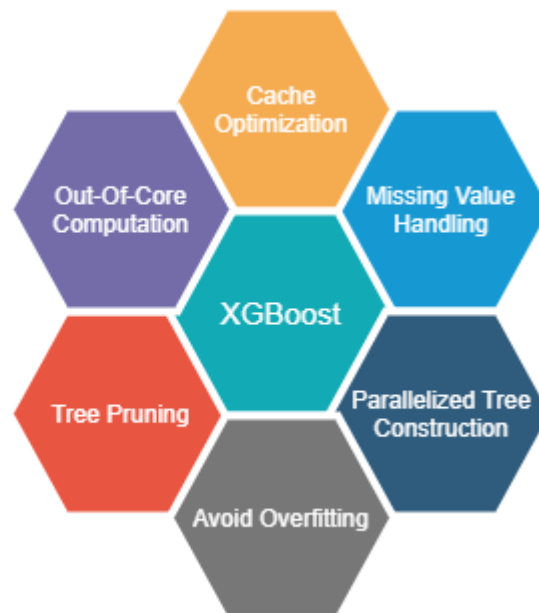 Cache
Optimization
Out-Of-Core
Computation
Missing Value
Handling
XGBoost
Tree Pruning
Parallelized Tree
Construction
Avoid Overfitting